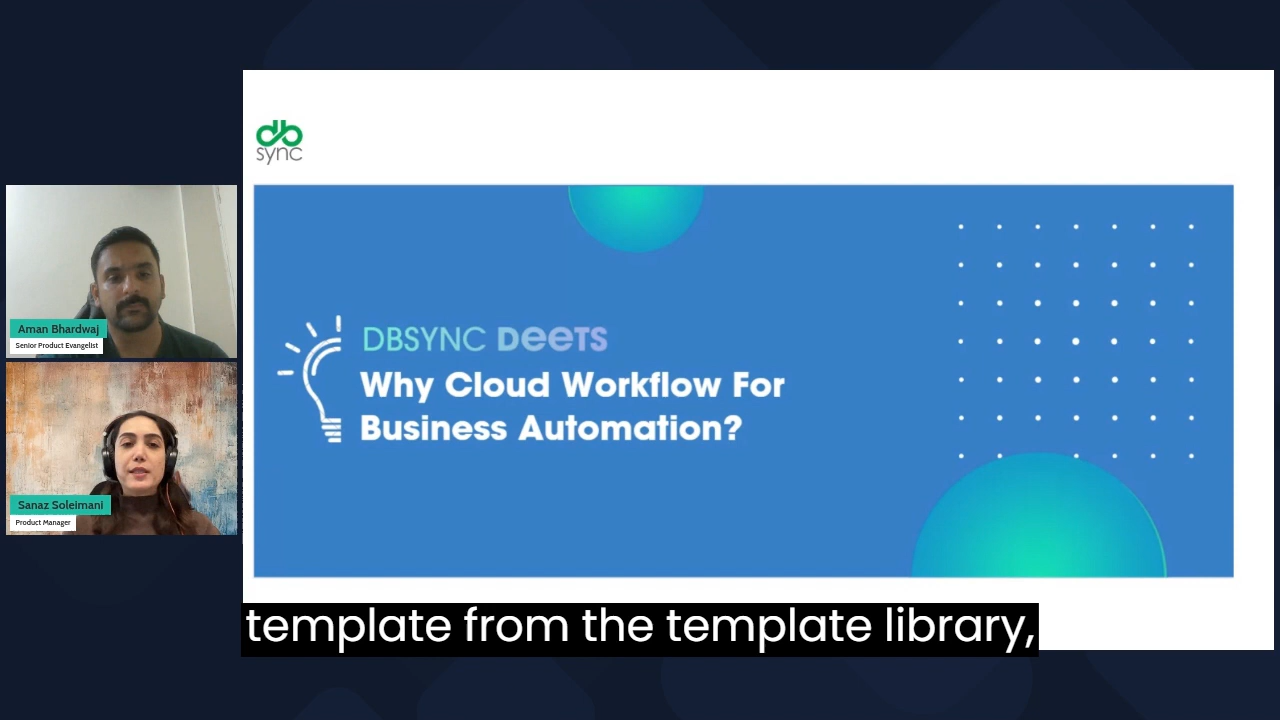 db
sync
Aman Bhardwaj
Senior Product Evangelist
Sanaz Soleimani
Product Manager
DBSYNC DEETS
Why Cloud Workflow For
Business Automation?
template from the template library,